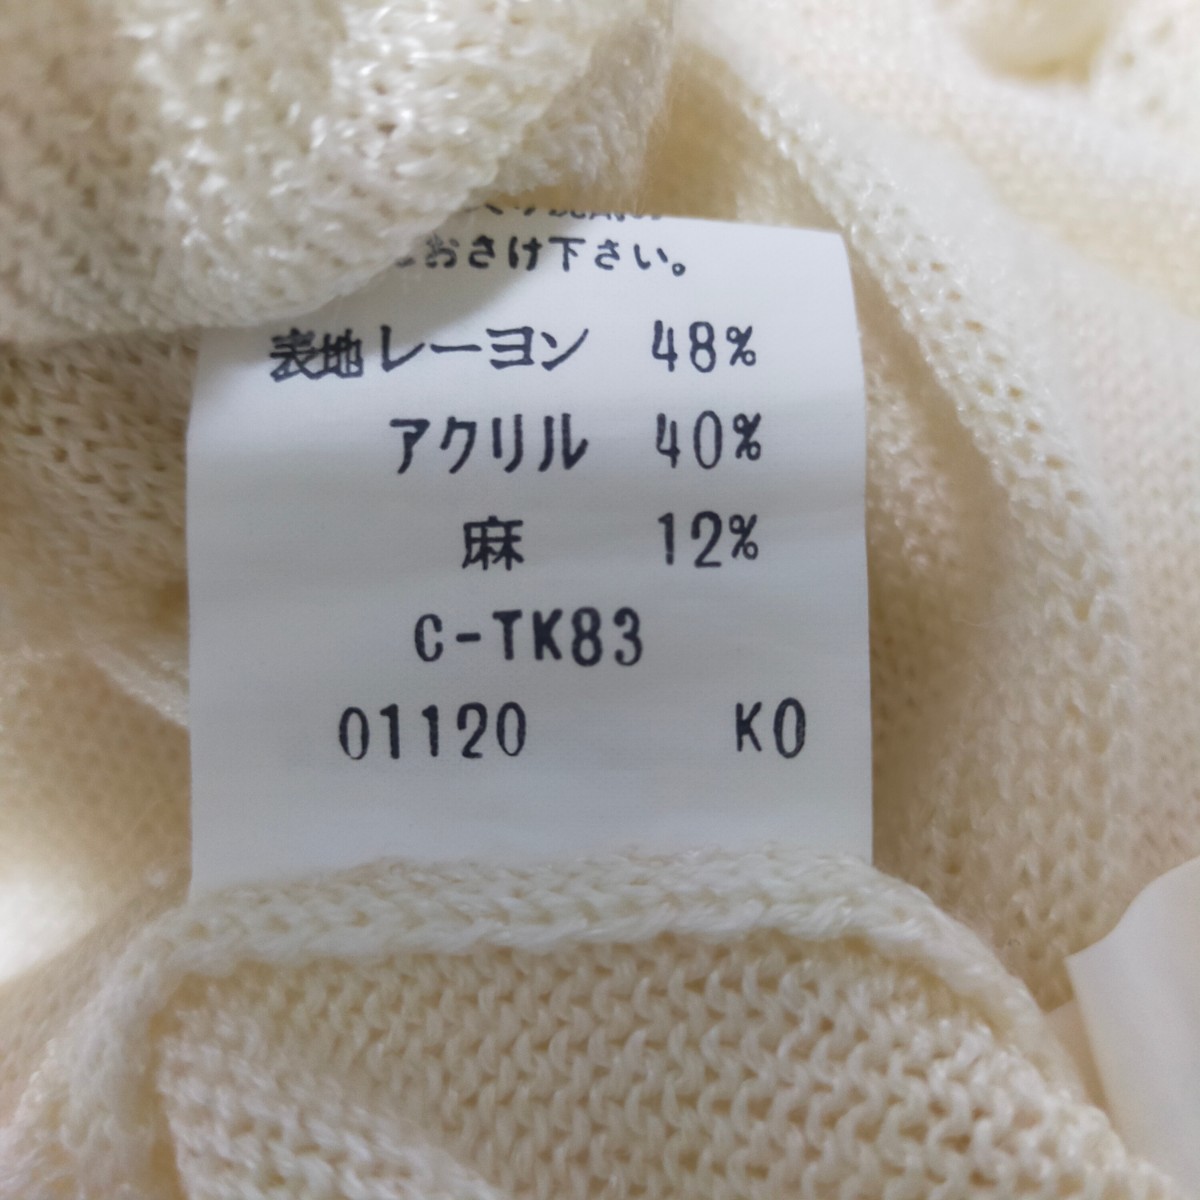 おさけ下さい。
表地レーヨン 48%
アクリル 40%
麻 12%
C-TK83
01120 KO